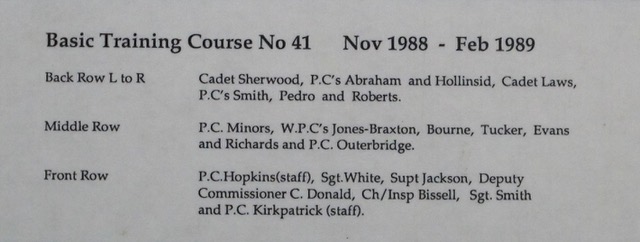 Basic Training Course No 41 Nov 1988 - Feb 1989
Back Row L to R Cadet Sherwood, P.C's Abraham and Hollinsid, Cadet Laws,
P.C's Smith, Pedro and Roberts.
Middle Row P.C. Minors, W.P.C's Jones-Braxton, Bourne, Tucker, Evans
and Richards and P.C. Outerbridge.
Front Row P.C.Hopkins(staff), Sgt.White, Supt Jackson, Deputy
Commissioner C. Donald, Ch/Insp Bissell, Sgt. Smith
and P.C. Kirkpatrick (staff).